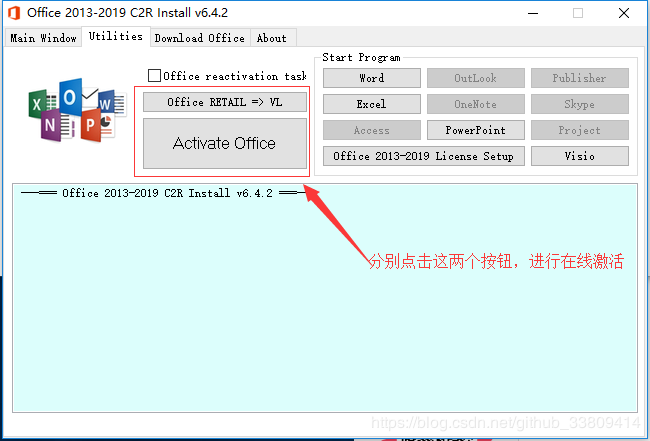 Office 2013-2019 C2R Install v6.4.2
Main Window Utilities Download Office About
Office reactivation task
Office RETAIL => VL
Activate Office
Start Program
Word OutLook Publisher
Excel OneNote Skype
Access PowerPoint Project
Office 2013-2019 License Setup Visio
Office 2013-2019 C2R Install v6.4.2
分别点击这两个按钮，进行在线激活
https://blog.csdn.net/github_33809414